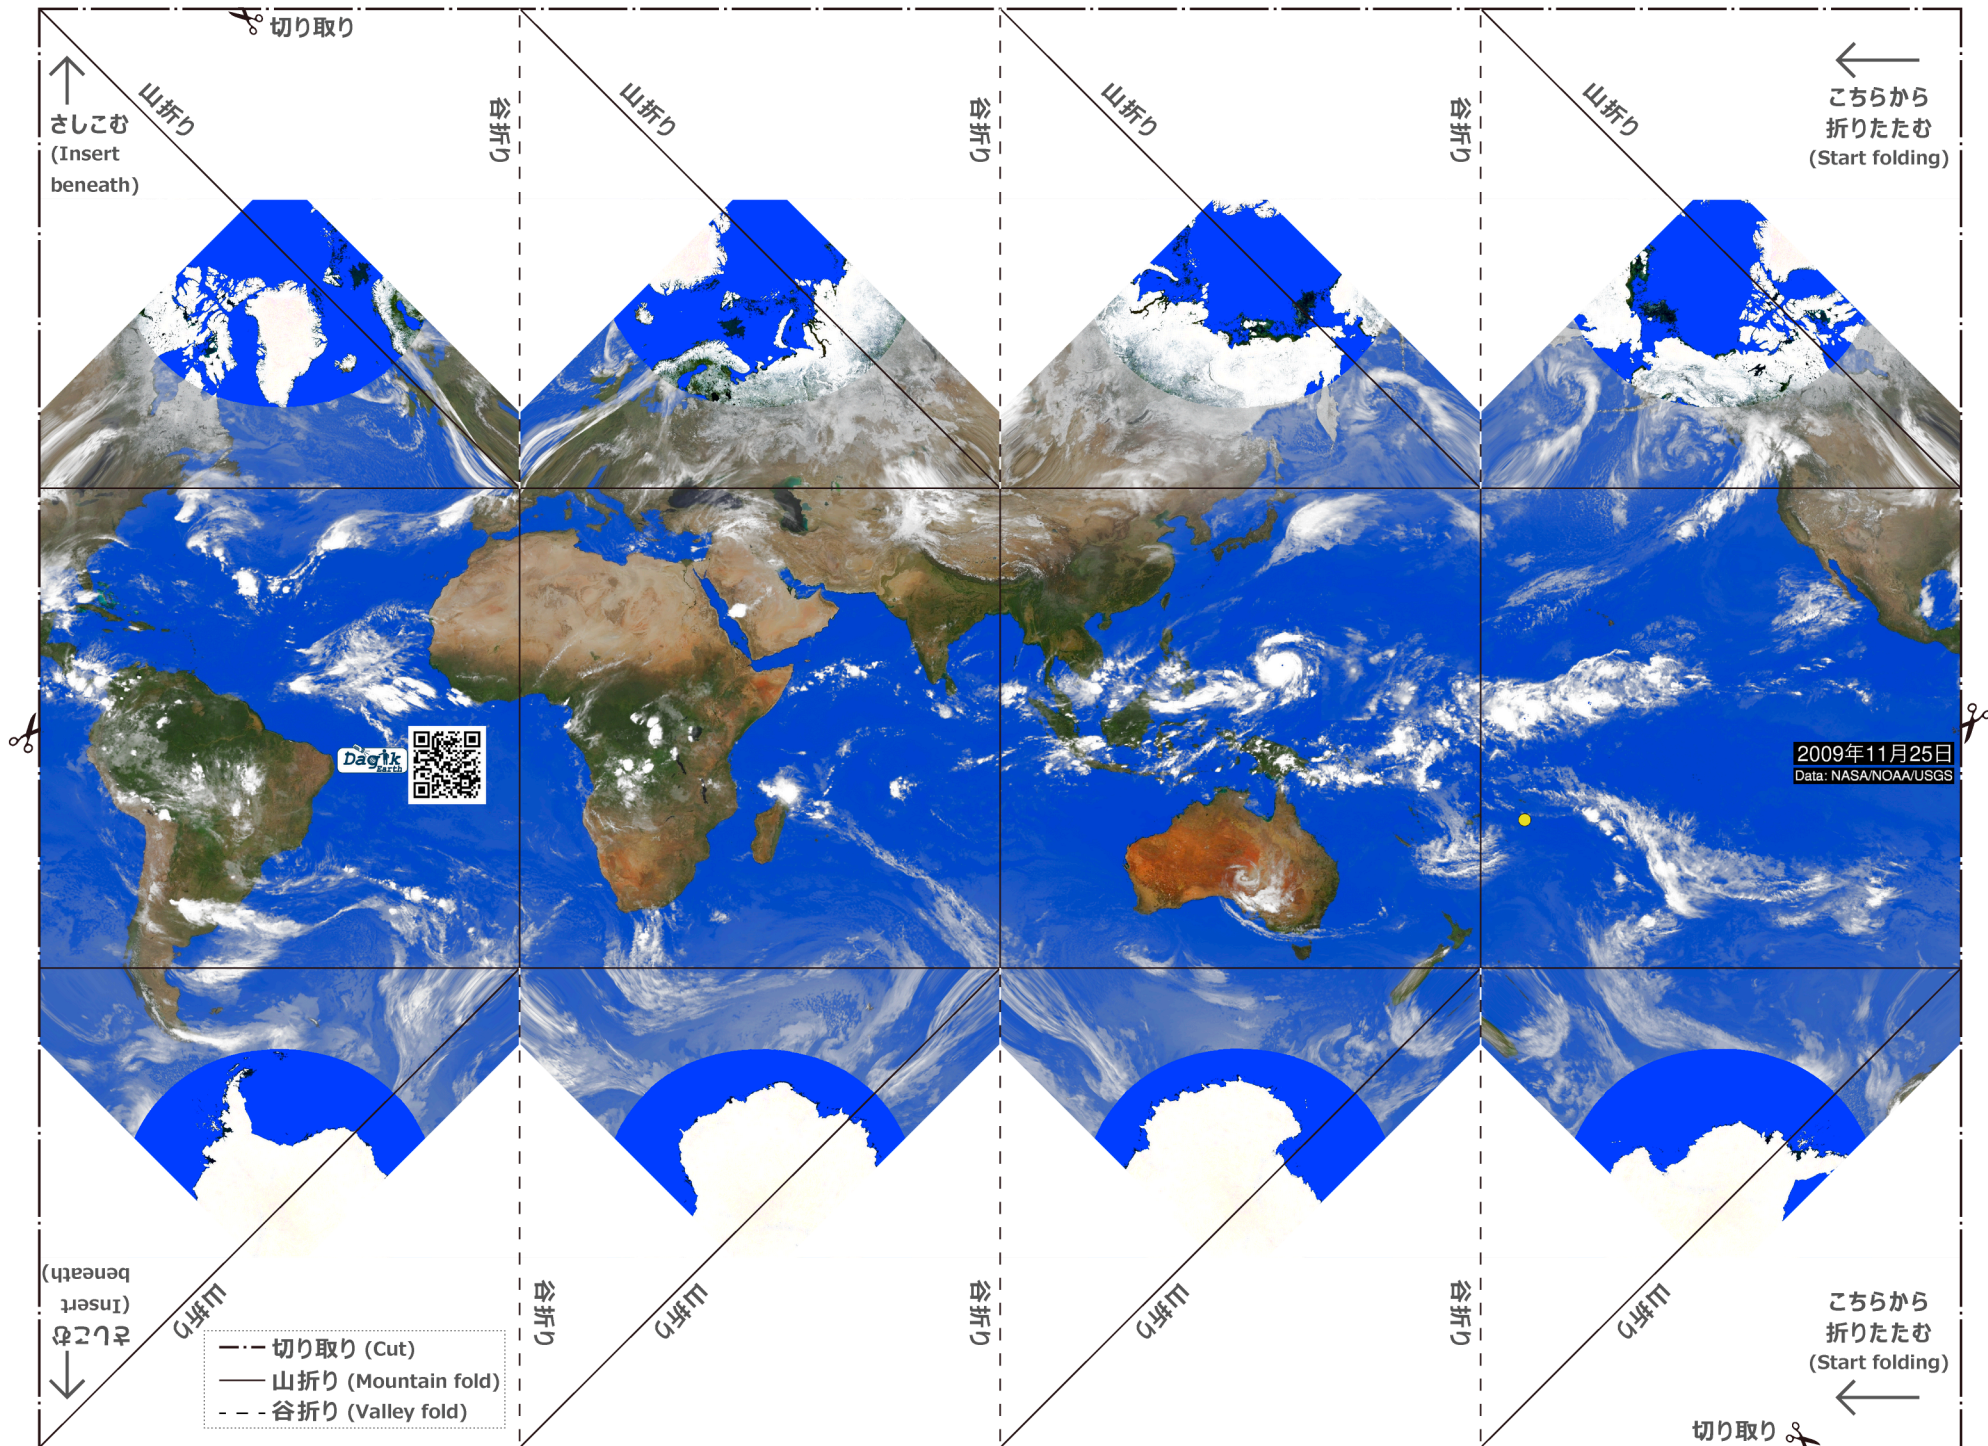 切り取り
山折り
山折り
山折り
山折り
谷折り
谷折り
谷折り
さしこむ
(Insert
beneath)
こちらから
折りたたむ
(Start folding)
Dagik
Earth
2009年11月25日
Data: NASA/NOAA/USGS
さしこむ
(Insert
beneath)
山折り
山折り
山折り
山折り
谷折り
谷折り
谷折り
こちらから
折りたたむ
(Start folding)
切り取り (Cut)
山折り (Mountain fold)
谷折り (Valley fold)
切り取り